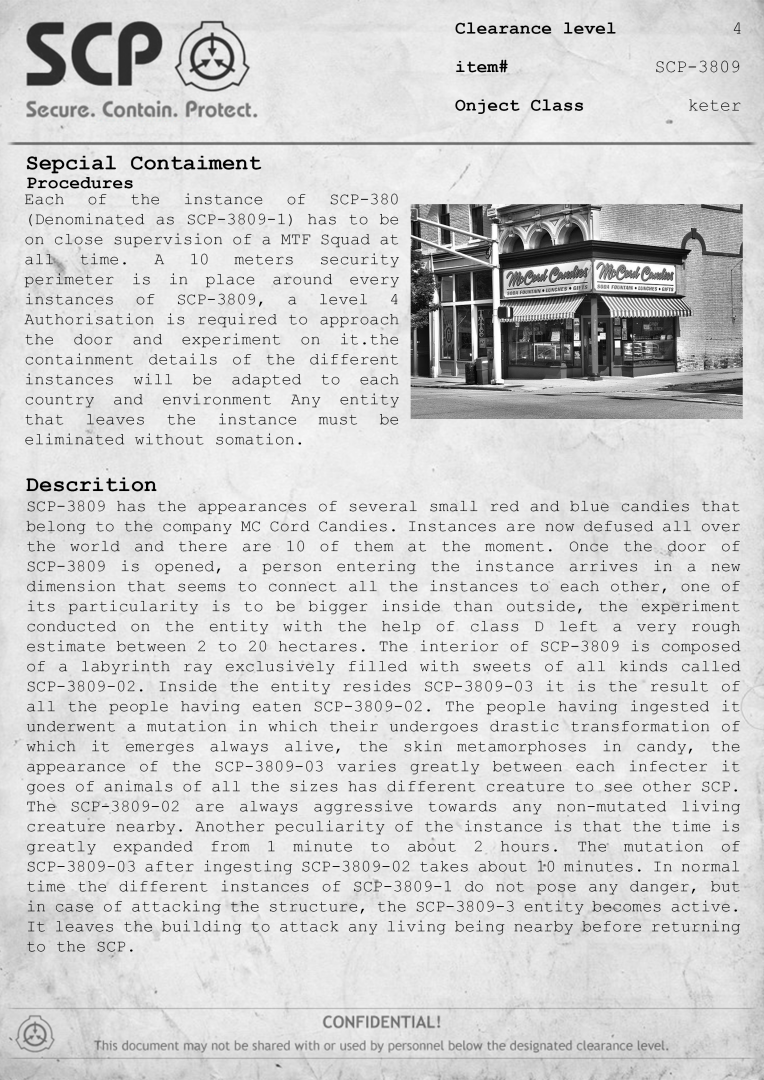 SCP
Secure. Contain. Protect.
Clearance level 4
item# SCP-3809
Onject Class keter
Sepcial Contaiment
Procedures
Each of the instance of SCP-380
(Denominated as SCP-3809-1) has to be
on close supervision of a MTF Squad at
all time. A 10 meters security
perimeter is in place around every
instances of SCP-3809, a level 4
Authorisation is required to approach
the door and experiment on it.the
containment details of the different
instances will be adapted to each
country and environment Any entity
that leaves the instance must be
eliminated without somation.
McCord Candies
SODA FOUNTAIN • LUNCHES • GIFTS
McCord Candies
SODA FOUNTAIN • LUNCHES • GIFTS
Descrition
SCP-3809 has the appearances of several small red and blue candies that
belong to the company MC Cord Candies. Instances are now defused all over
the world and there are 10 of them at the moment. Once the door of
SCP-3809 is opened, a person entering the instance arrives in a new
dimension that seems to connect all the instances to each other, one of
its particularity is to be bigger inside than outside, the experiment
conducted on the entity with the help of class D left a very rough
estimate between 2 to 20 hectares. The interior of SCP-3809 is composed
of a labyrinth ray exclusively filled with sweets of all kinds called
SCP-3809-02. Inside the entity resides SCP-3809-03 it is the result of
all the people having eaten SCP-3809-02. The people having ingested it
underwent a mutation in which their undergoes drastic transformation of
which it emerges always alive, the skin metamorphoses in candy, the
appearance of the SCP-3809-03 varies greatly between each infecter it
goes of animals of all the sizes has different creature to see other SCP.
The SCP-3809-02 are always aggressive towards any non-mutated living
creature nearby. Another peculiarity of the instance is that the time is
greatly expanded from 1 minute to about 2 hours. The mutation of
SCP-3809-03 after ingesting SCP-3809-02 takes about 10 minutes. In normal
time the different instances of SCP-3809-1 do not pose any danger, but
in case of attacking the structure, the SCP-3809-3 entity becomes active.
It leaves the building to attack any living being nearby before returning
to the SCP.
CONFIDENTIAL!
This document may not be shared with or used by personnel below the designated clearance level.